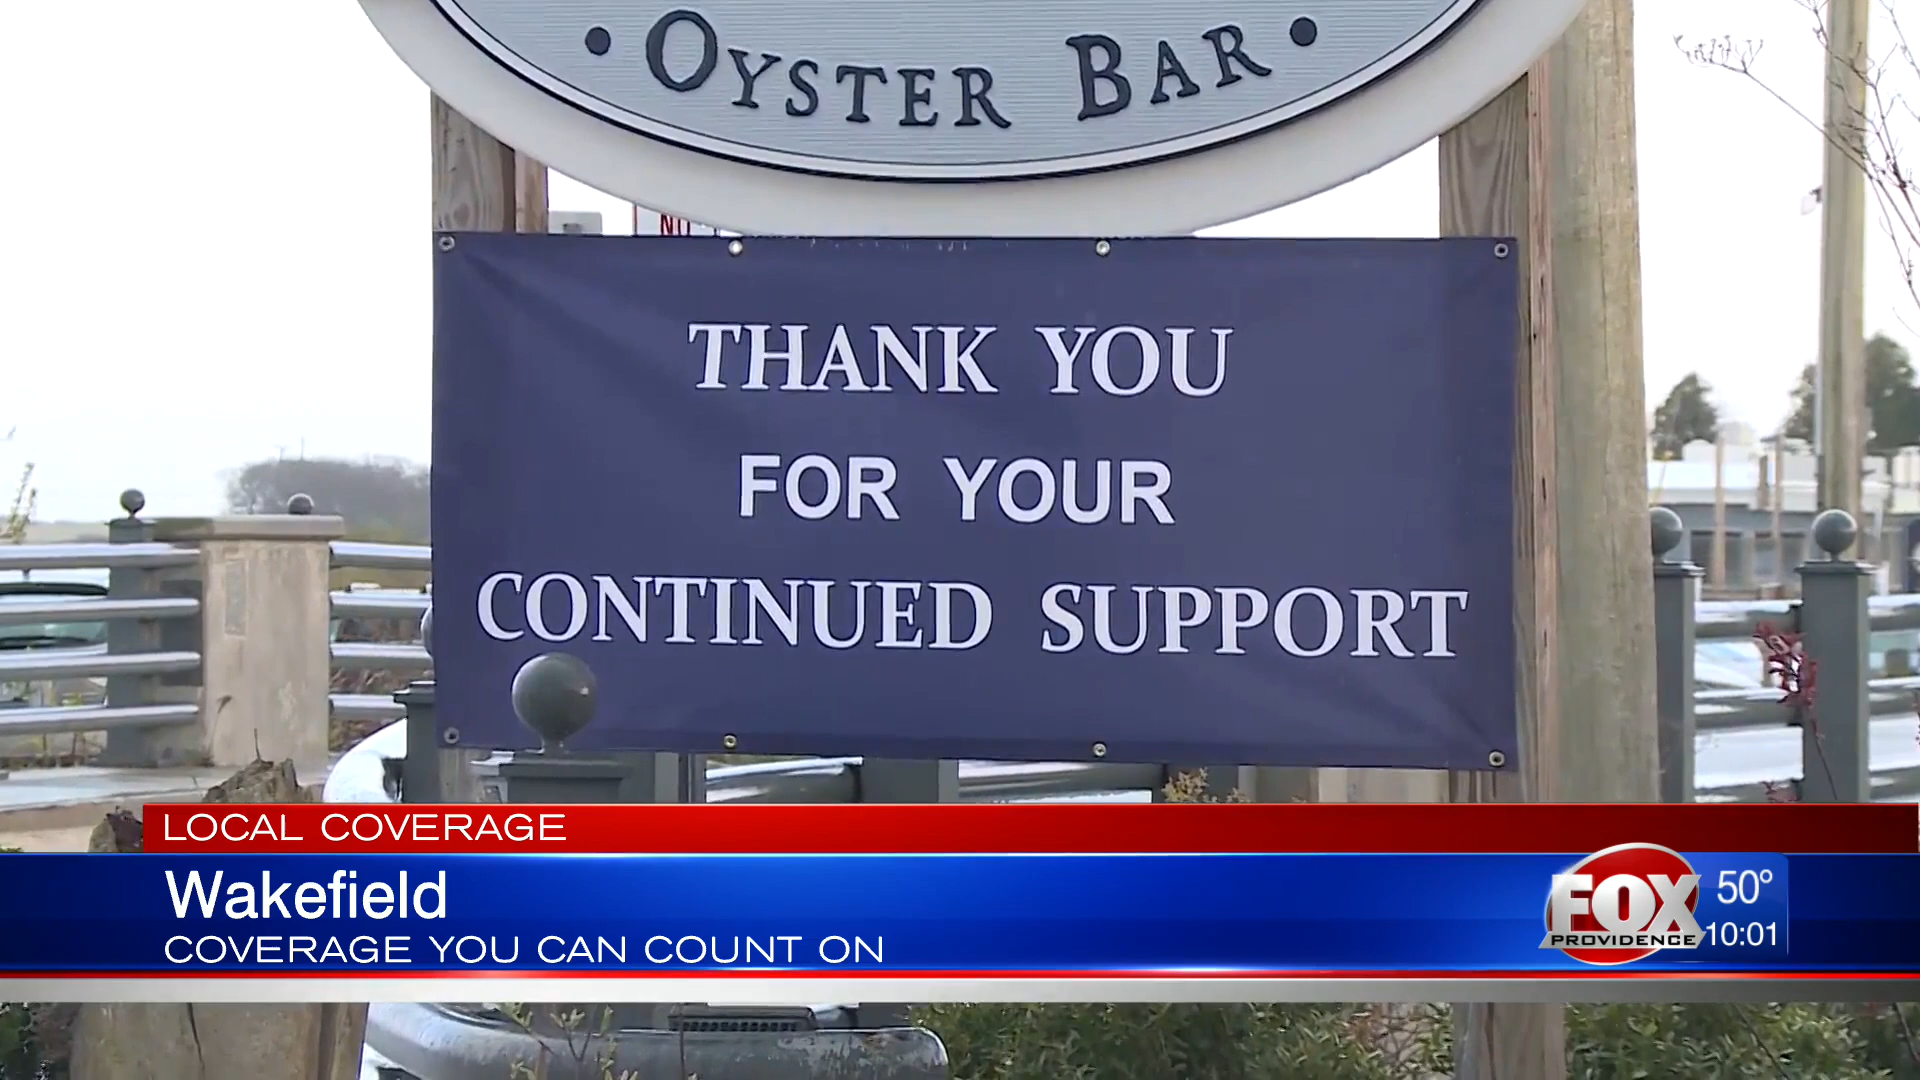 • OYSTER BAR •
NO
THANK YOU
FOR YOUR
CONTINUED SUPPORT
LOCAL COVERAGE
Wakefield
COVERAGE YOU CAN COUNT ON
FOX
PROVIDENCE
50°
10:01